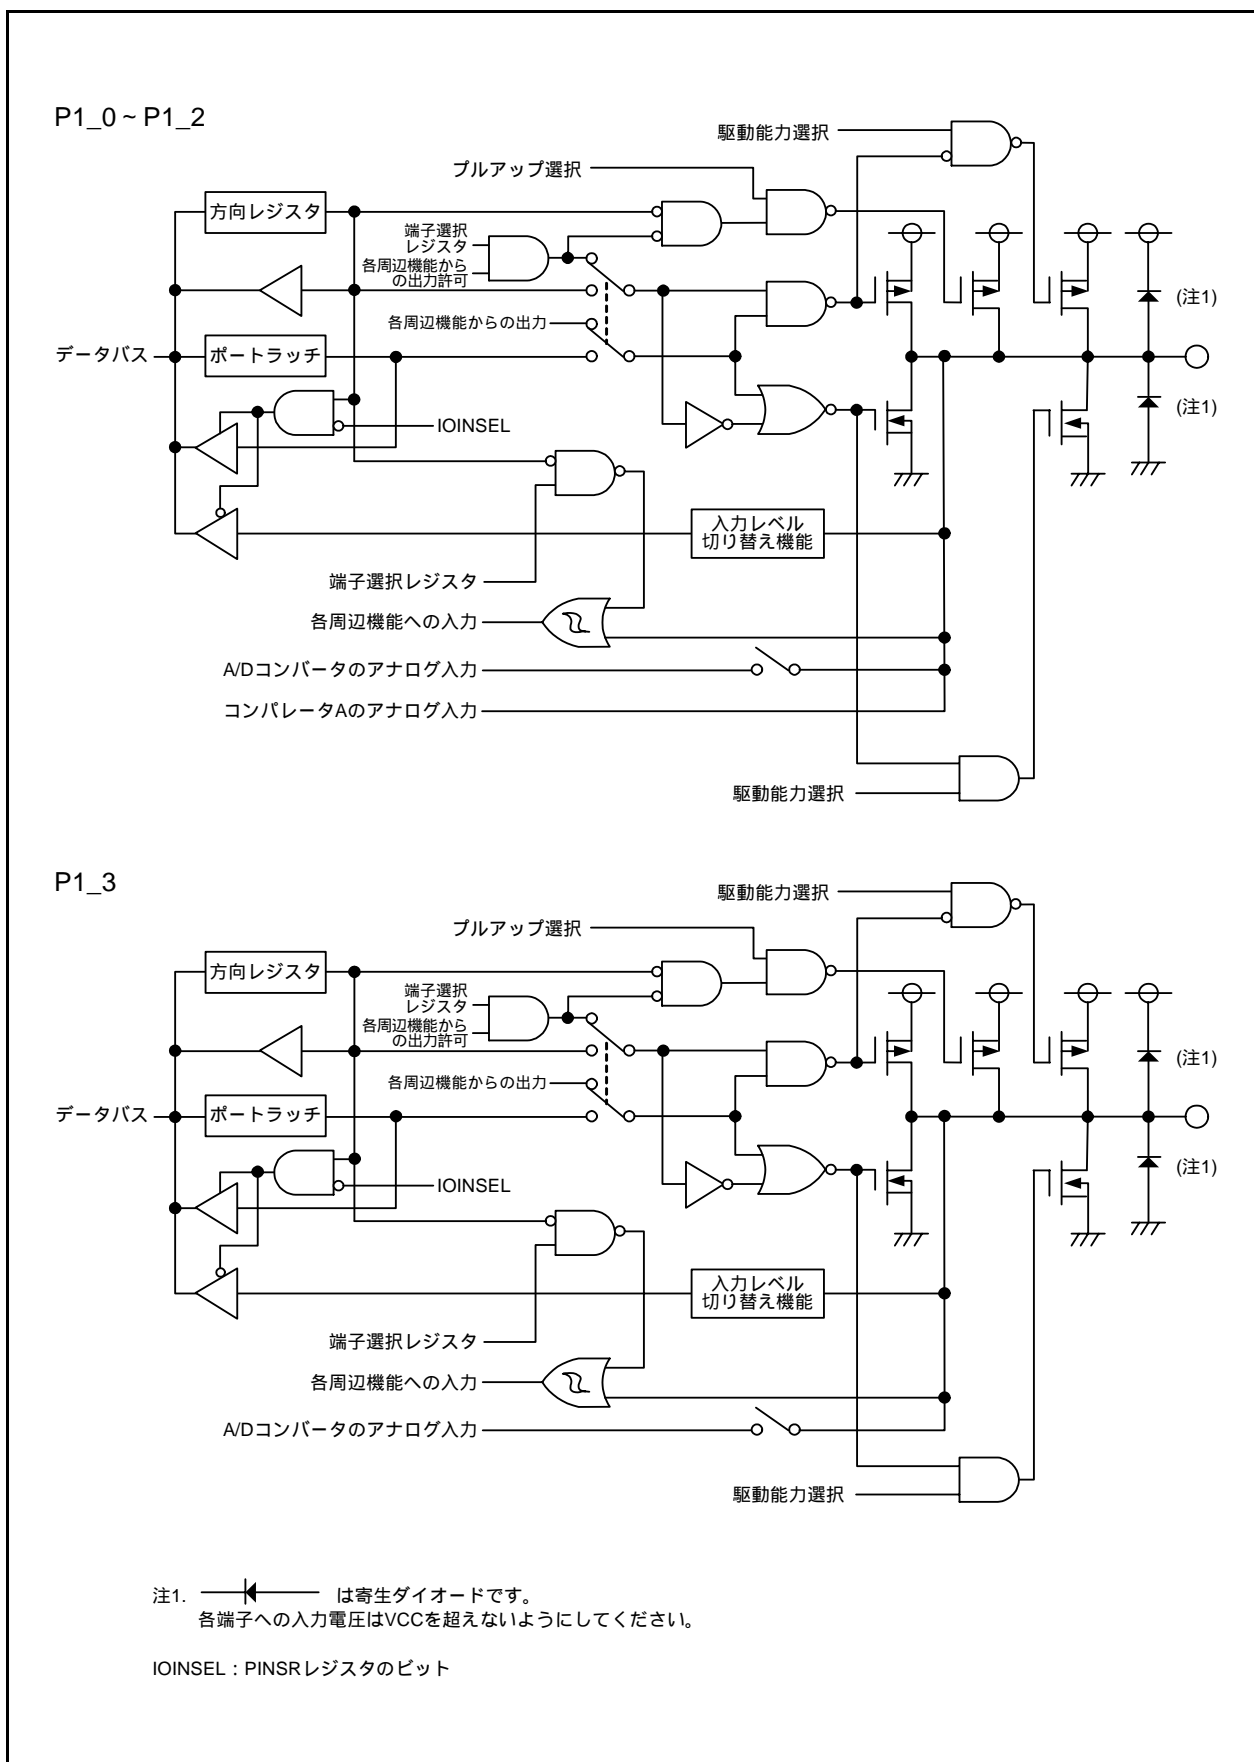 P1_0 ~ P1_2
駆動能力選択
プルアップ選択
方向レジスタ
端子選択
レジスタ
各周辺機能から
の出力許可
(注1)
各周辺機能からの出力
データバス
ポートラッチ
(注1)
IOINSEL
入力レベル
切り替え機能
端子選択レジスタ
各周辺機能への入力
A/Dコンバータのアナログ入力
コンパレータAのアナログ入力
駆動能力選択
P1_3
駆動能力選択
プルアップ選択
方向レジスタ
端子選択
レジスタ
各周辺機能から
の出力許可
(注1)
各周辺機能からの出力
データバス
ポートラッチ
(注1)
IOINSEL
入力レベル
切り替え機能
端子選択レジスタ
各周辺機能への入力
A/Dコンバータのアナログ入力
駆動能力選択
注1. は寄生ダイオードです。
各端子への入力電圧はVCCを超えないようにしてください。
IOINSEL：PINSRレジスタのビット